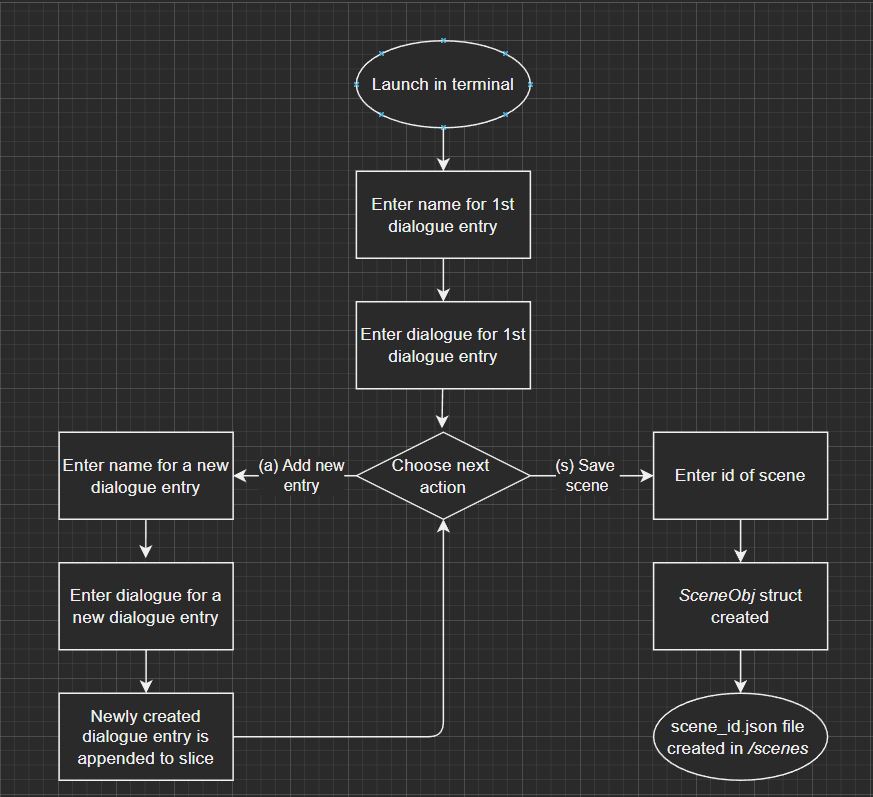 Launch in terminal
Enter name for 1st
dialogue entry
Enter dialogue for 1st
dialogue entry
Choose next
action
(a) Add new
entry
Enter name for a new
dialogue entry
Enter dialogue for a
new dialogue entry
Newly created
dialogue entry is
appended to slice
(s) Save
scene
Enter id of scene
SceneObj struct
created
scene_id.json file
created in /scenes